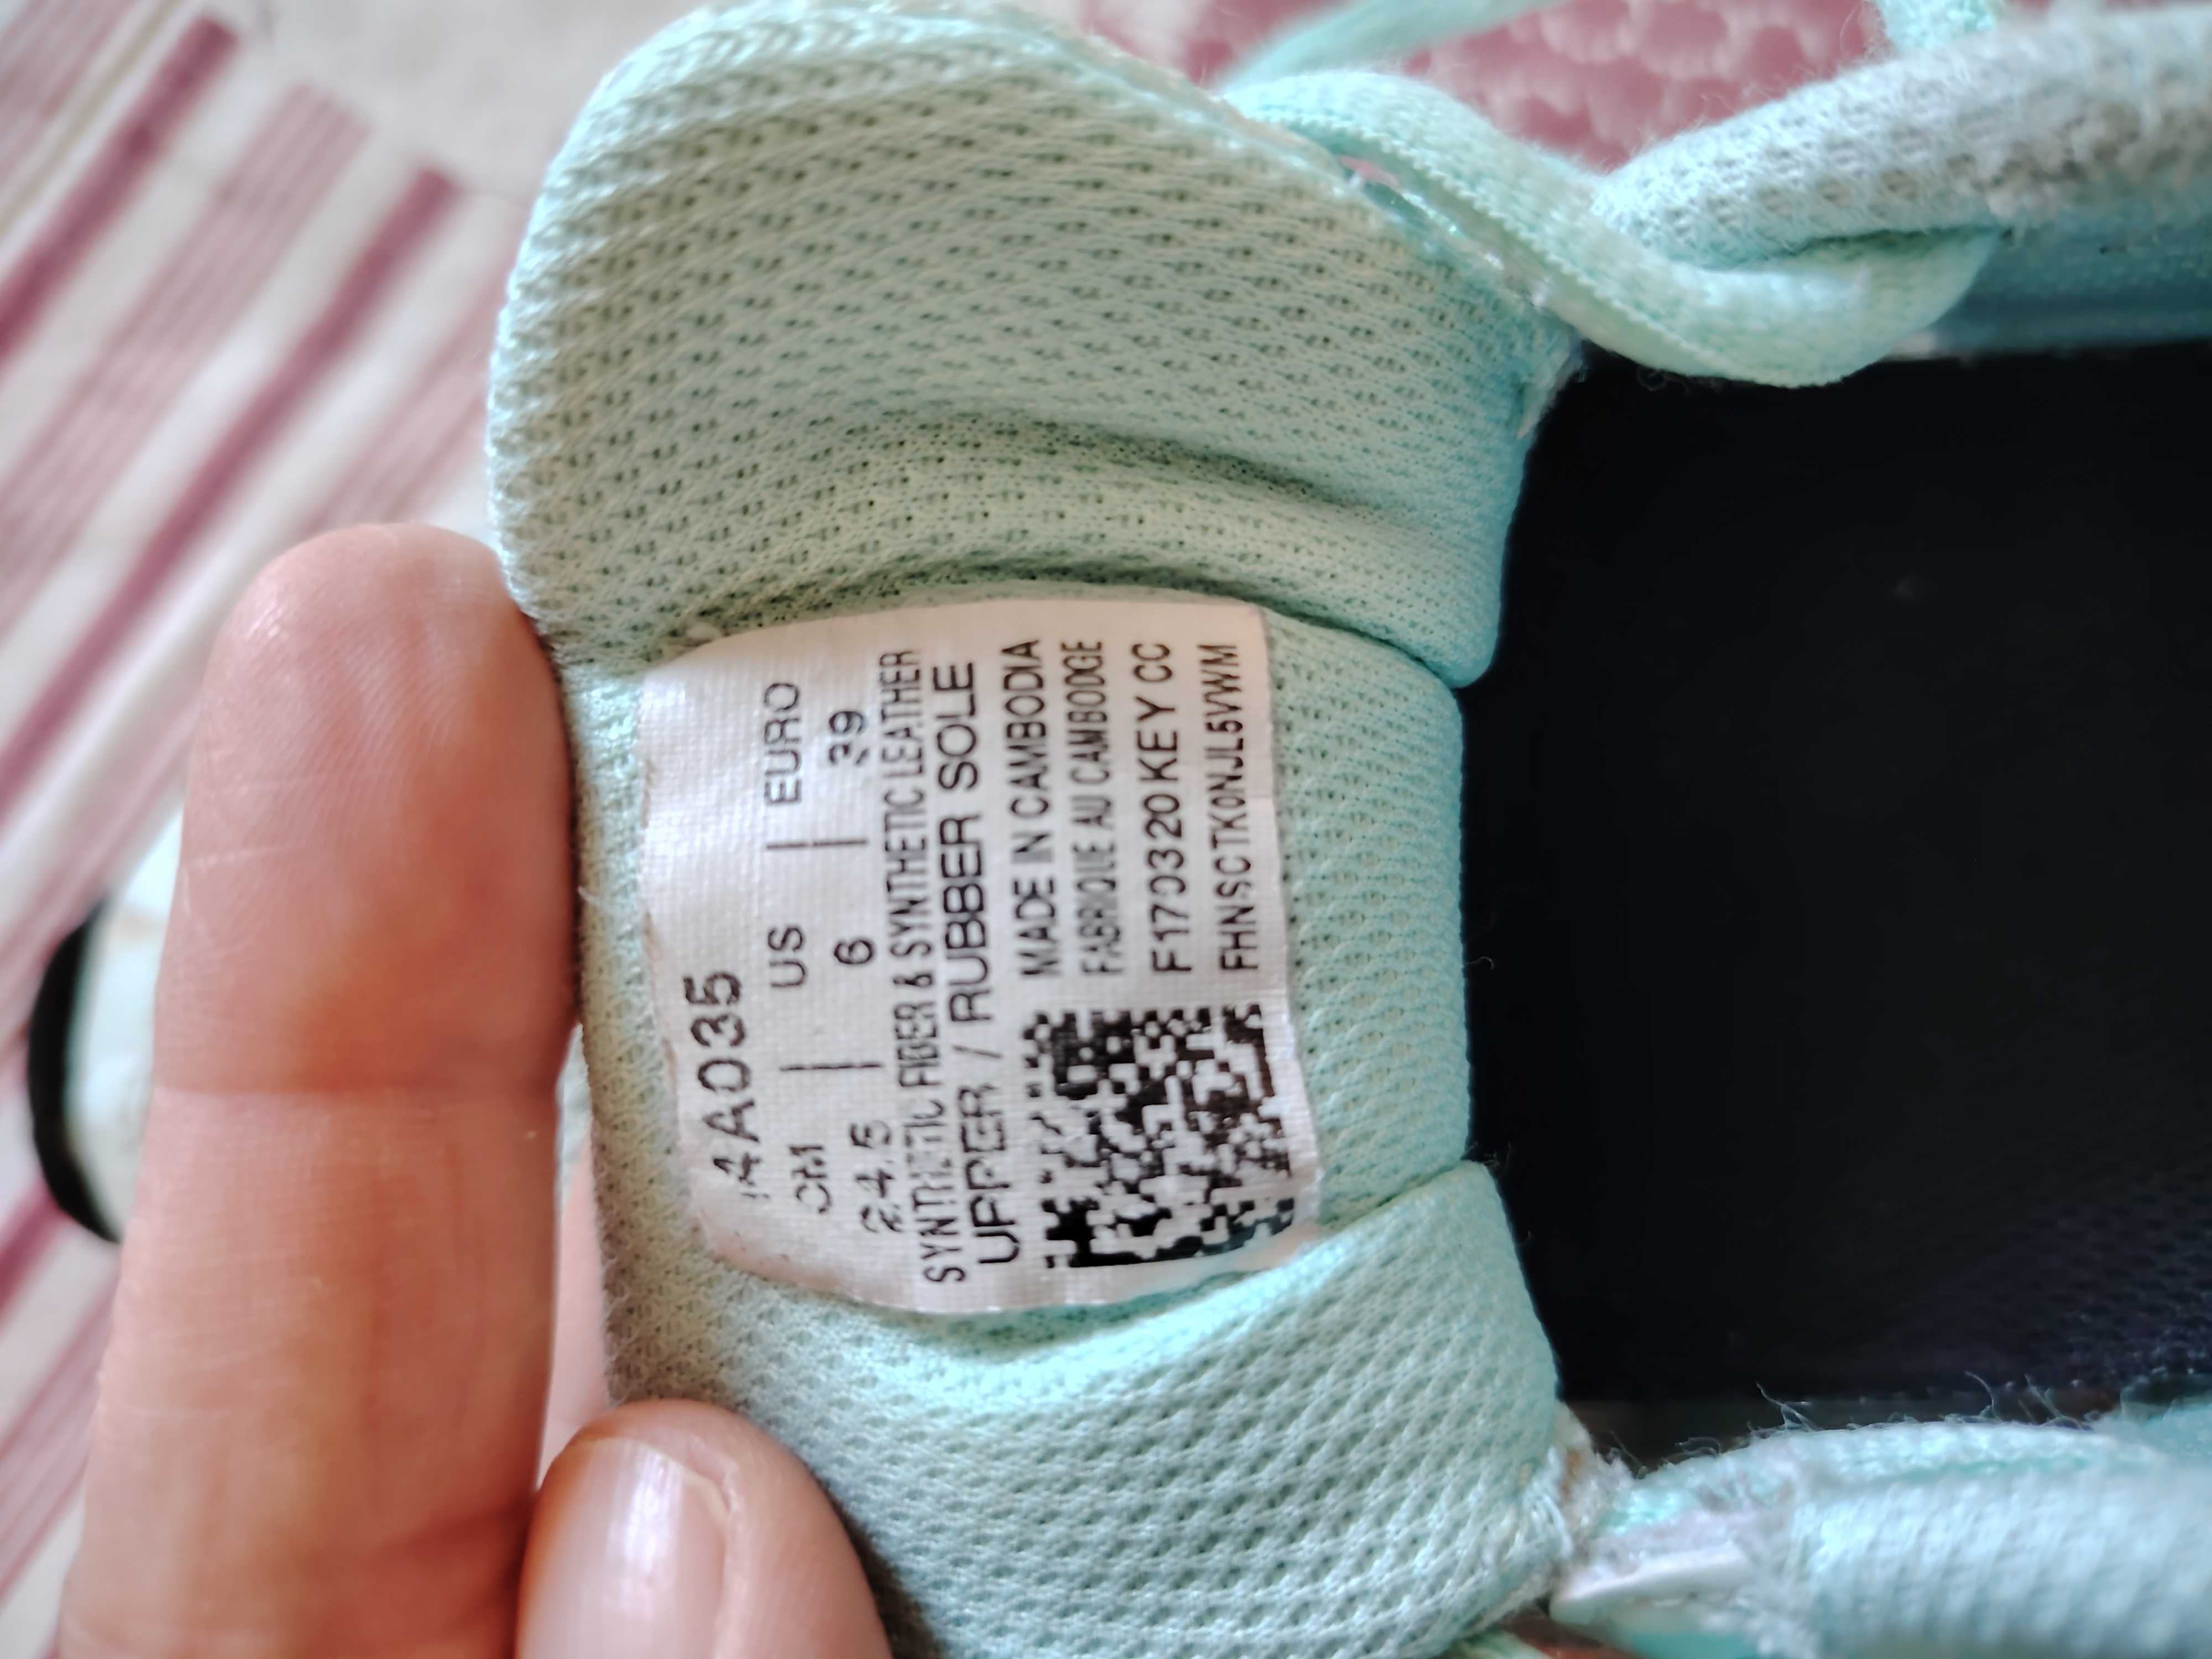 14A035
CM | US | EURO
24.5 | 6 | 39
SYNTHETIC FIBER & SYNTHETIC LEATHER
UPPER / RUBBER SOLE
MADE IN CAMBODIA
FABRIQUE AU CAMBODGE
F170320 KEY CC
FHNSCTK0NJL5VWM